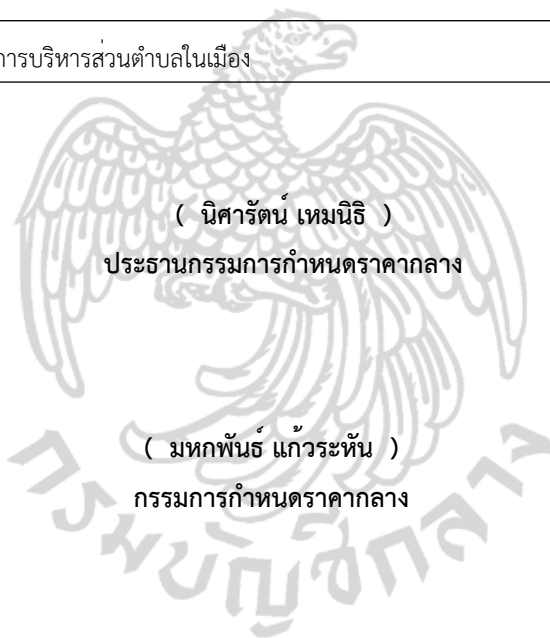 การบริหารส่วนตำบลในเมือง
( นิศารัตน์ เหมนิธิ )
ประธานกรรมการกำหนดราคากลาง
( มหกพันธ์ แก้วระหัน )
กรรมการกำหนดราคากลาง
กรมบัญชีกลาง